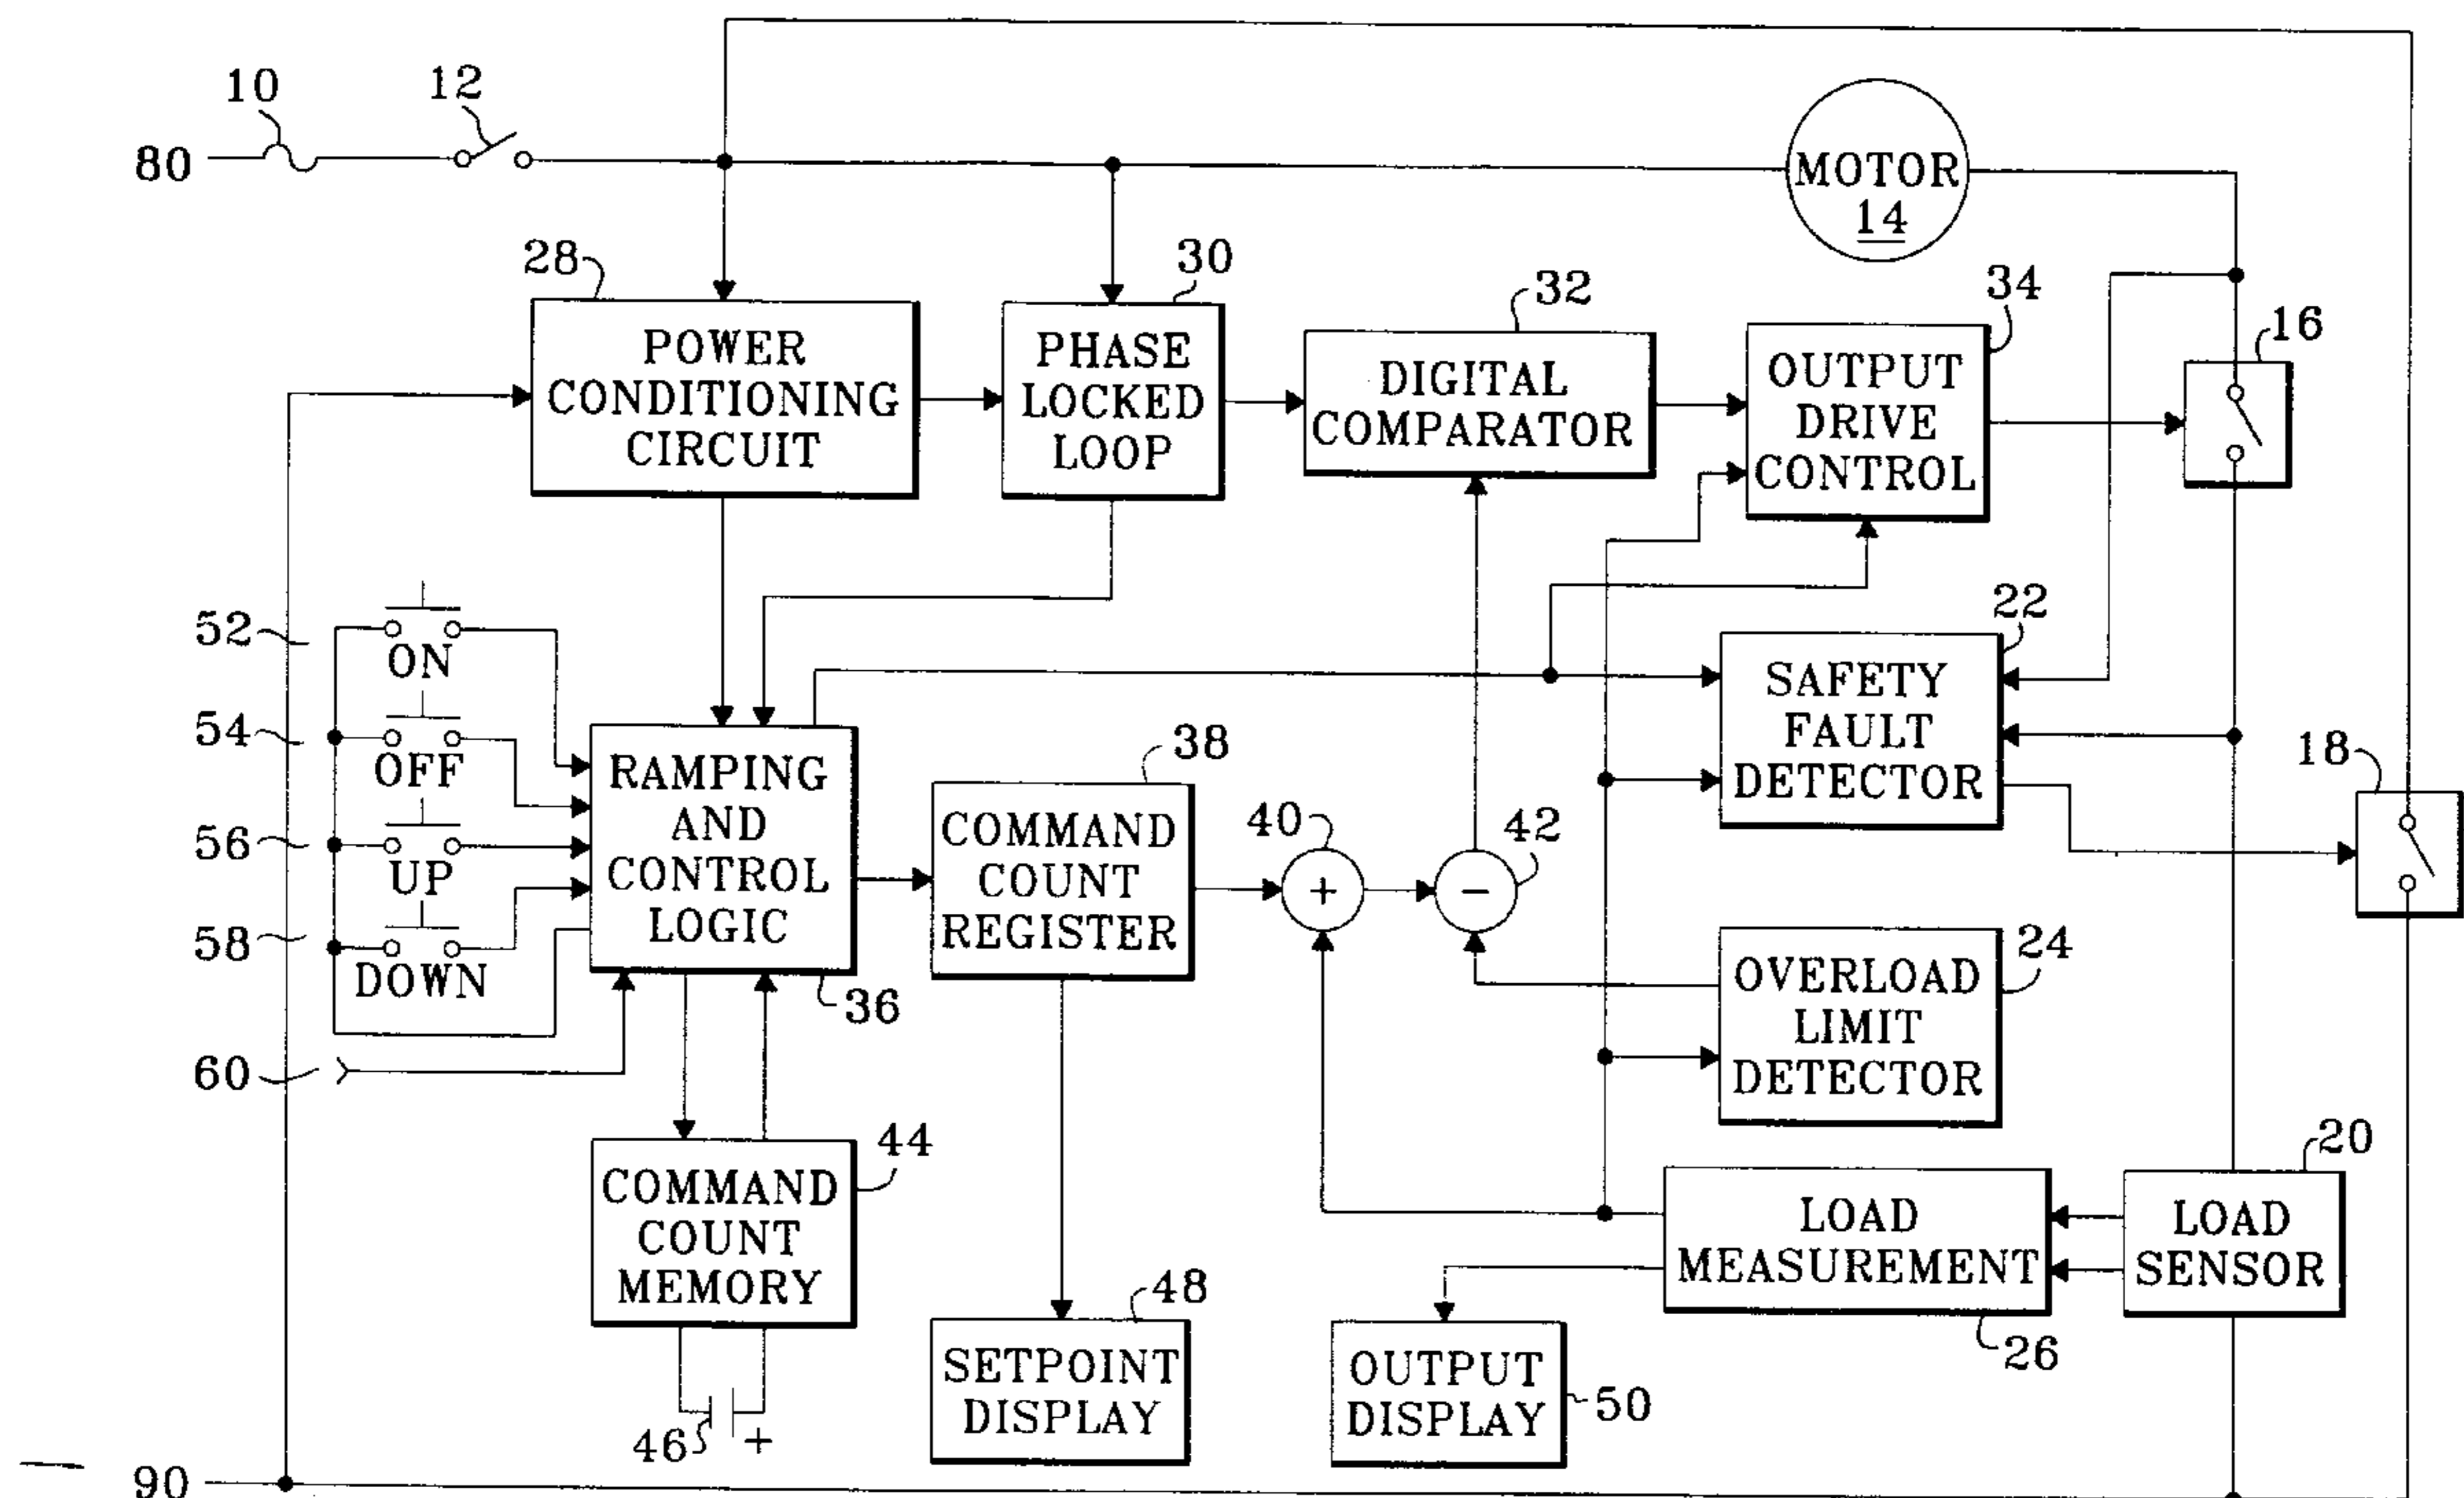 10
12
80
MOTOR
14
28
30
32
34
16
POWER
CONDITIONING
CIRCUIT
PHASE
LOCKED
LOOP
DIGITAL
COMPARATOR
OUTPUT
DRIVE
CONTROL
52
ON
54
OFF
56
UP
58
DOWN
60
RAMPING
AND
CONTROL
LOGIC
36
38
COMMAND
COUNT
REGISTER
40
+
42
−
22
SAFETY
FAULT
DETECTOR
18
24
OVERLOAD
LIMIT
DETECTOR
44
COMMAND
COUNT
MEMORY
46
+
48
SETPOINT
DISPLAY
OUTPUT
DISPLAY
50
LOAD
MEASUREMENT
26
20
LOAD
SENSOR
90